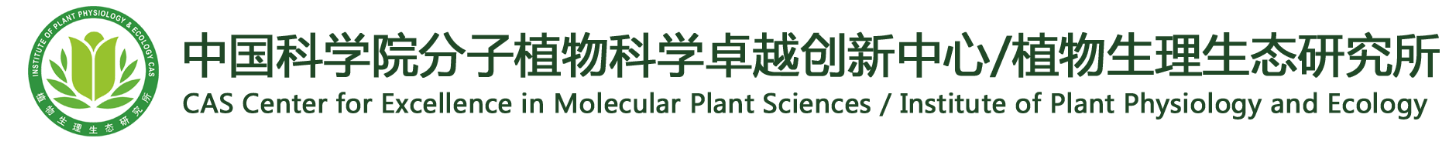 INSTITUTE OF PLANT PHYSIOLOGY & ECOLOGY CAS
植物生理生态研究所
中国科学院分子植物科学卓越创新中心/植物生理生态研究所
CAS Center for Excellence in Molecular Plant Sciences / Institute of Plant Physiology and Ecology